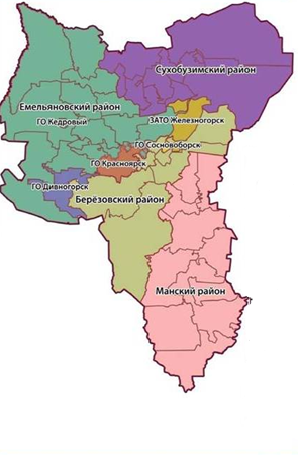 Сухобузимский район
Емельяновский район
ГО Кедровый
ЗАТО Железногорск
ГО Сосновоборск
ГО Красноярск
ГО Дивногорск
Берёзовский район
Манский район